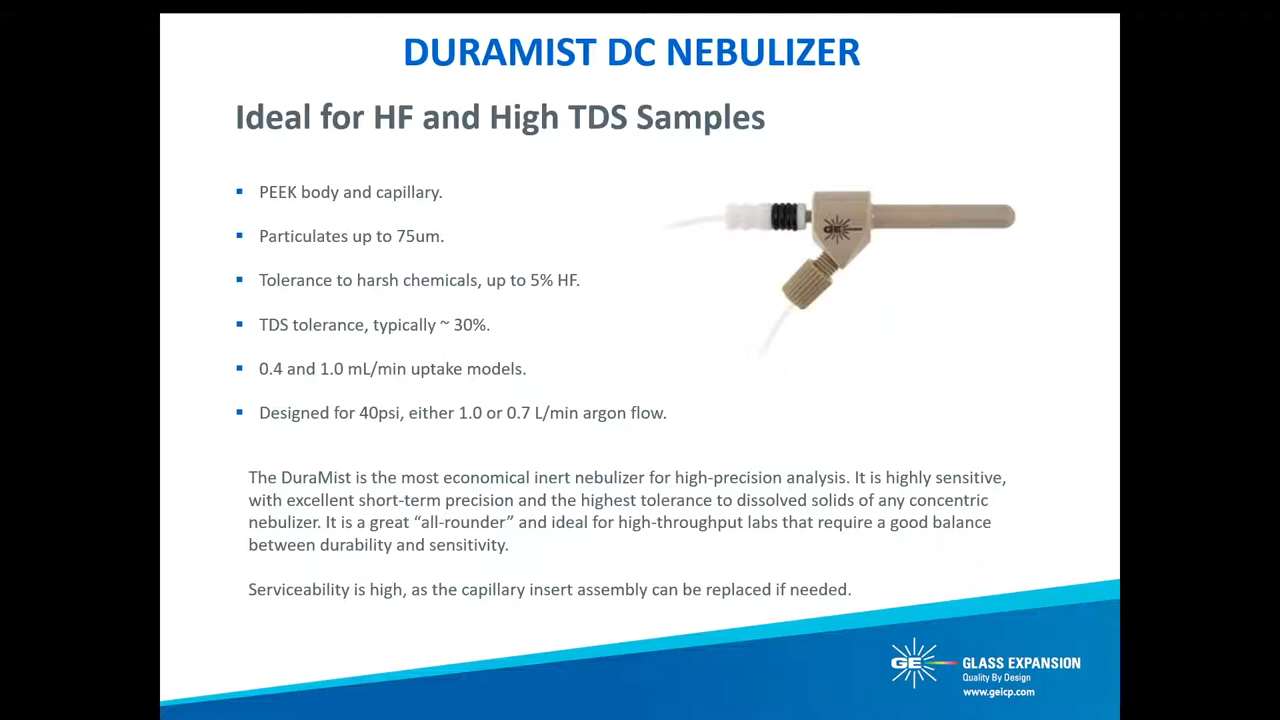 DURAMIST DC NEBULIZER
Ideal for HF and High TDS Samples
▪ PEEK body and capillary.
▪ Particulates up to 75um.
▪ Tolerance to harsh chemicals, up to 5% HF.
▪ TDS tolerance, typically ~ 30%.
▪ 0.4 and 1.0 mL/min uptake models.
▪ Designed for 40psi, either 1.0 or 0.7 L/min argon flow.
GE
The DuraMist is the most economical inert nebulizer for high-precision analysis. It is highly sensitive,
with excellent short-term precision and the highest tolerance to dissolved solids of any concentric
nebulizer. It is a great “all-rounder” and ideal for high-throughput labs that require a good balance
between durability and sensitivity.
Serviceability is high, as the capillary insert assembly can be replaced if needed.
GE GLASS EXPANSION
Quality By Design
www.geicp.com